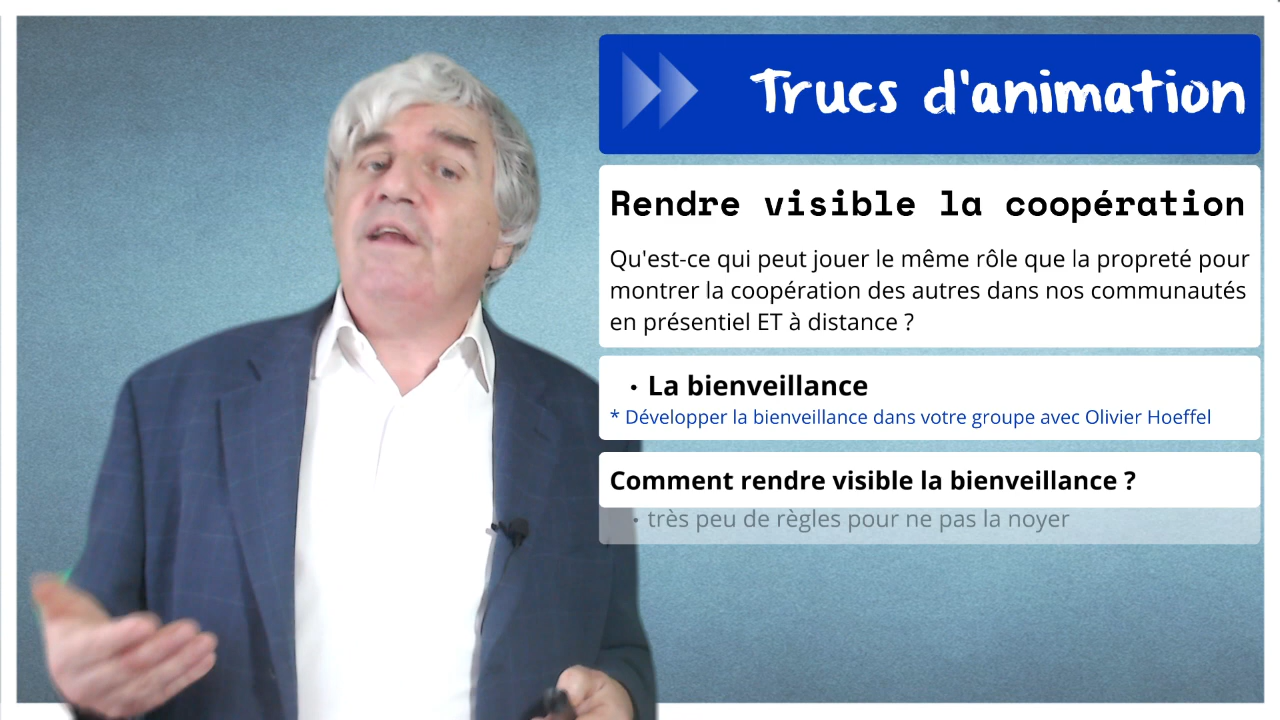 Trucs d'animation
Rendre visible la coopération
Qu'est-ce qui peut jouer le même rôle que la propreté pour
montrer la coopération des autres dans nos communautés
en présentiel ET à distance ?
• La bienveillance
* Développer la bienveillance dans votre groupe avec Olivier Hoeffel
Comment rendre visible la bienveillance ?
• très peu de règles pour ne pas la noyer